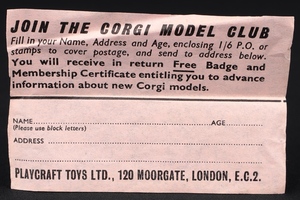 JOIN THE CORGI MODEL CLUB
Fill in your Name, Address and Age, enclosing 1/6 P.O. or
stamps to cover postage, and send to address below.
You will receive in return Free Badge and
Membership Certificate entitling you to advance
information about new Corgi models.
NAME AGE
(Please use block letters)
ADDRESS
PLAYCRAFT TOYS LTD., 120 MOORGATE, LONDON, E.C.2.